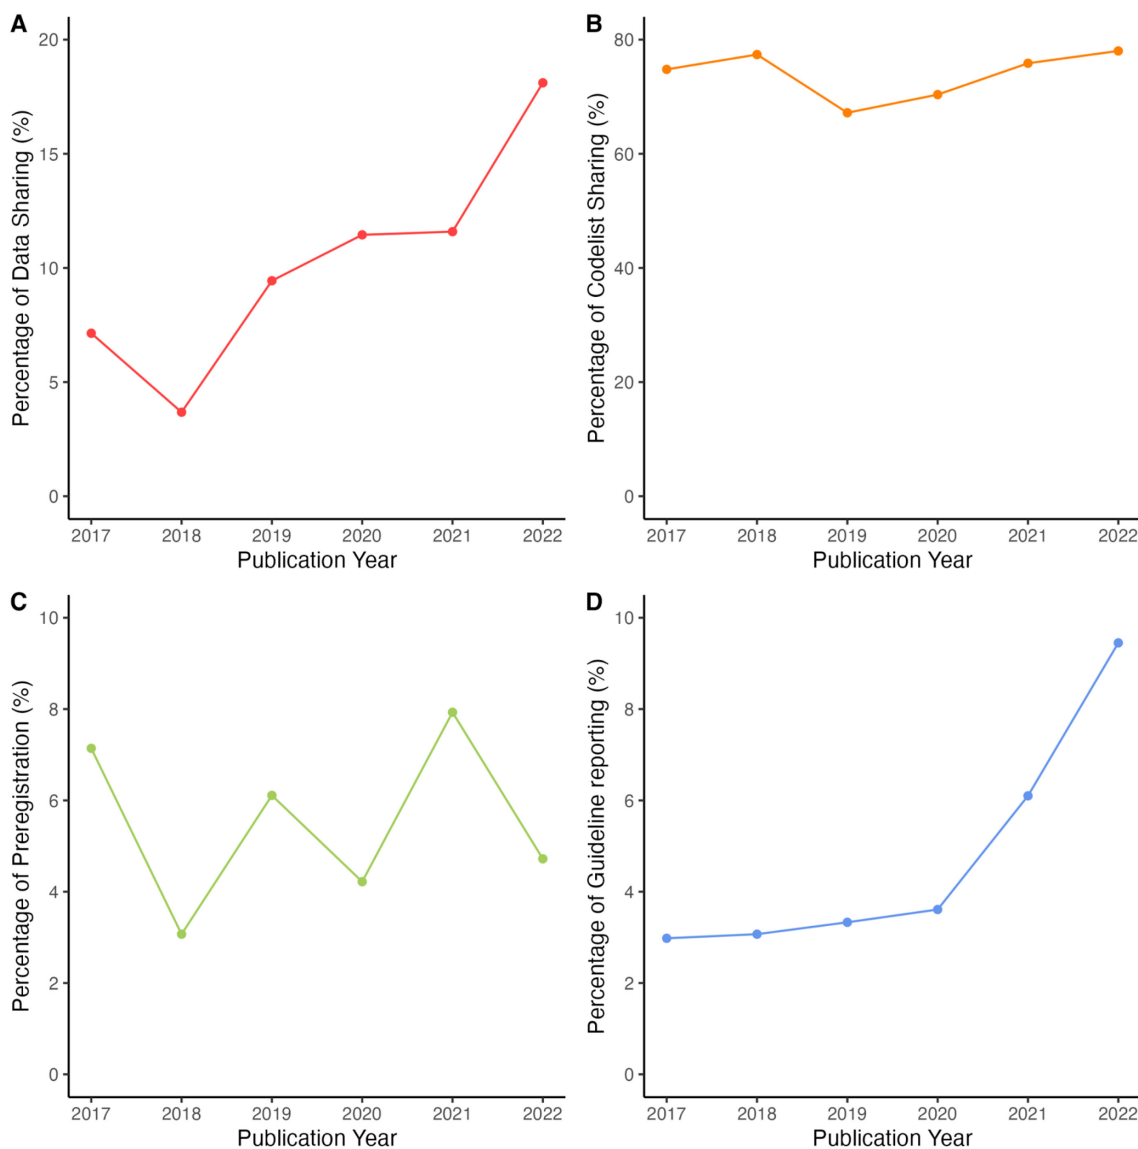 A
Percentage of Data Sharing (%)
20
15
10
5
0
2017 2018 2019 2020 2021 2022
Publication Year
B
Percentage of Codelist Sharing (%)
80
60
40
20
0
2017 2018 2019 2020 2021 2022
Publication Year
C
Percentage of Preregistration (%)
10
8
6
4
2
0
2017 2018 2019 2020 2021 2022
Publication Year
D
Percentage of Guideline reporting (%)
10
8
6
4
2
0
2017 2018 2019 2020 2021 2022
Publication Year